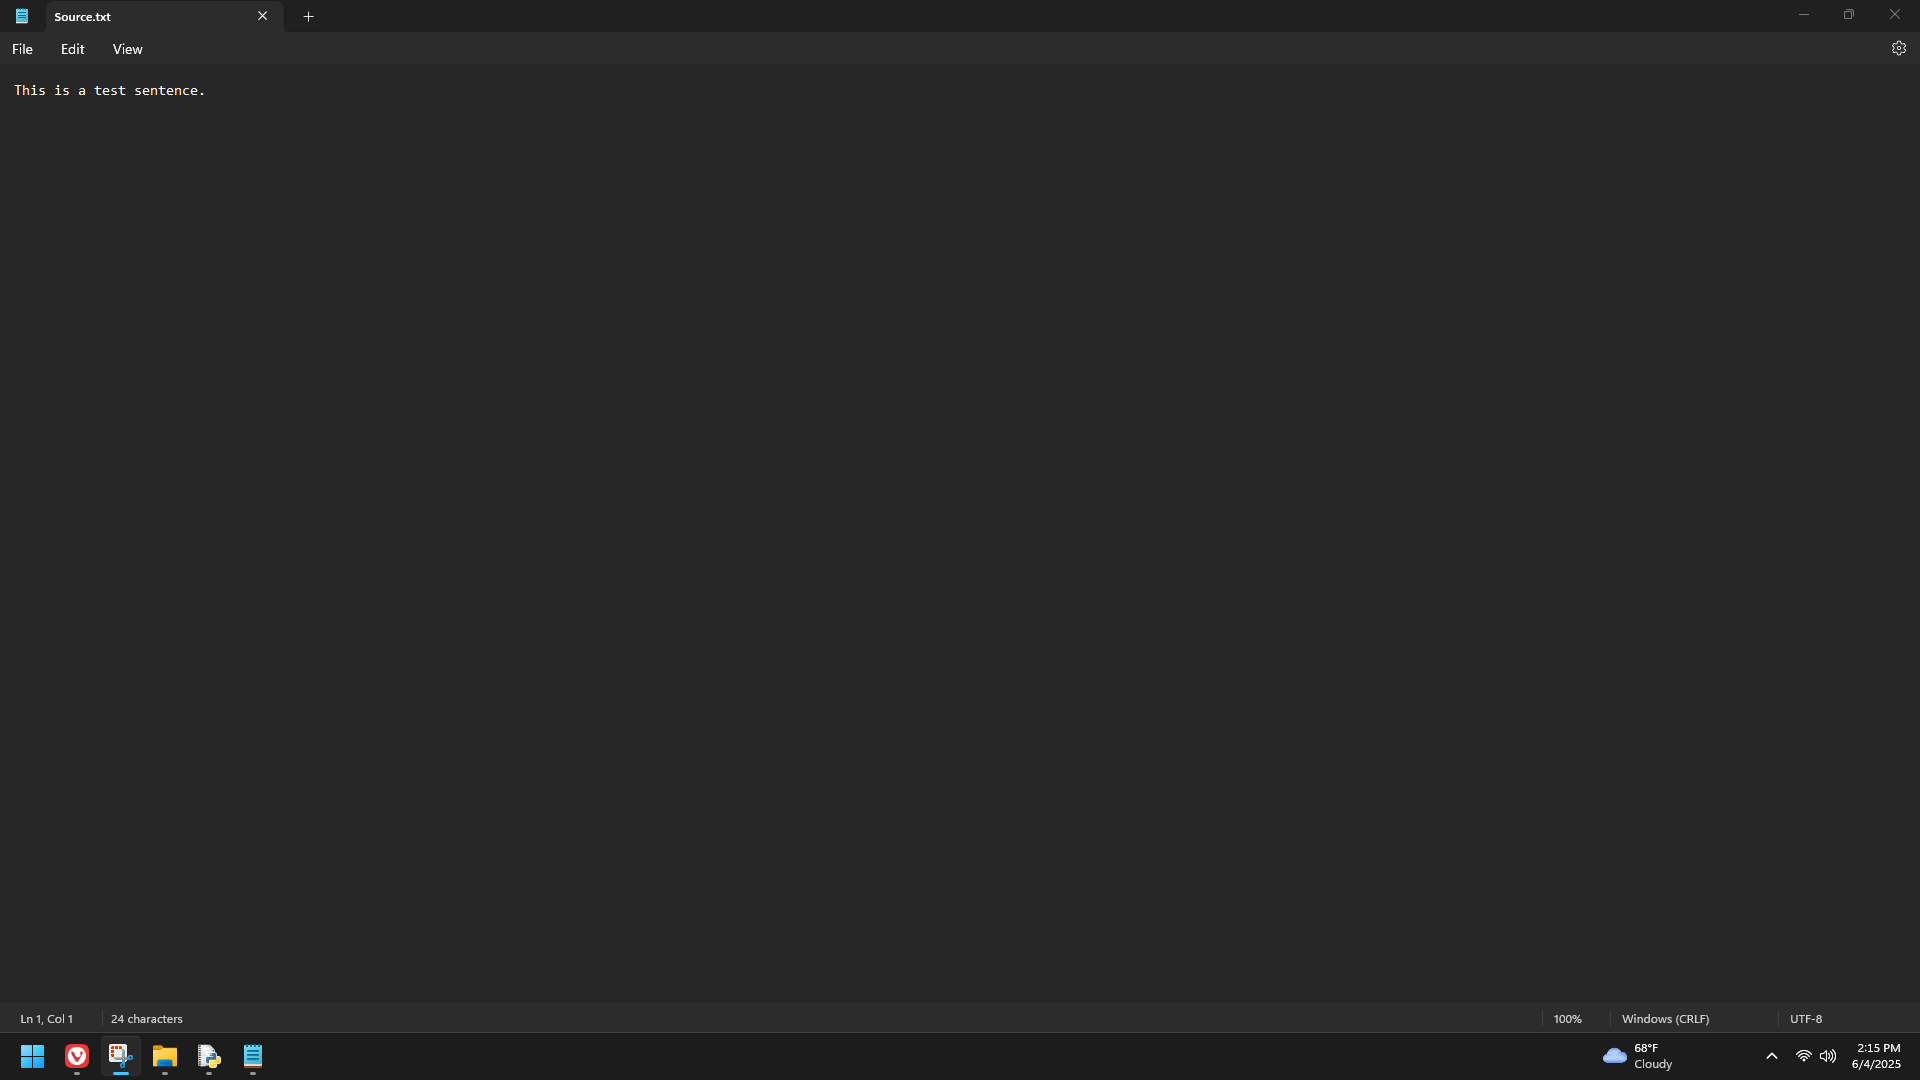 Source.txt
File Edit View
This is a test sentence.
Ln 1, Col 1 24 characters 100% Windows (CRLF) UTF-8
68°F
Cloudy
2:15 PM
6/4/2025